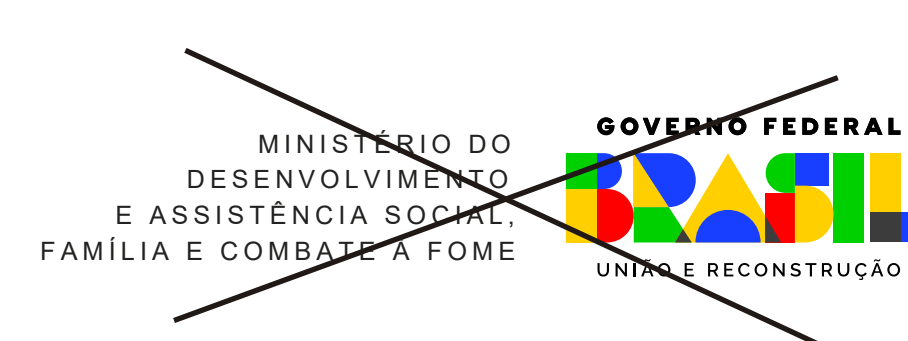 MINISTÉRIO DO
DESENVOLVIMENTO
E ASSISTÊNCIA SOCIAL,
FAMÍLIA E COMBATE À FOME
GOVERNO FEDERAL
BRASIL
UNIÃO E RECONSTRUÇÃO